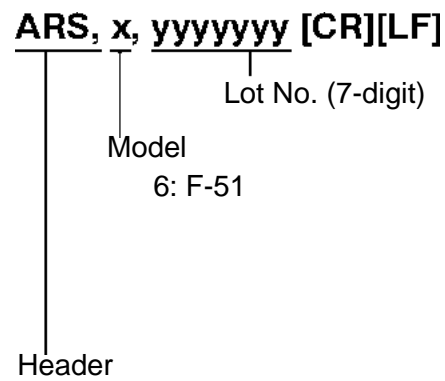 ARS, x, yyyyyyy [CR][LF]
Lot No. (7-digit)
Model
6: F-51
Header